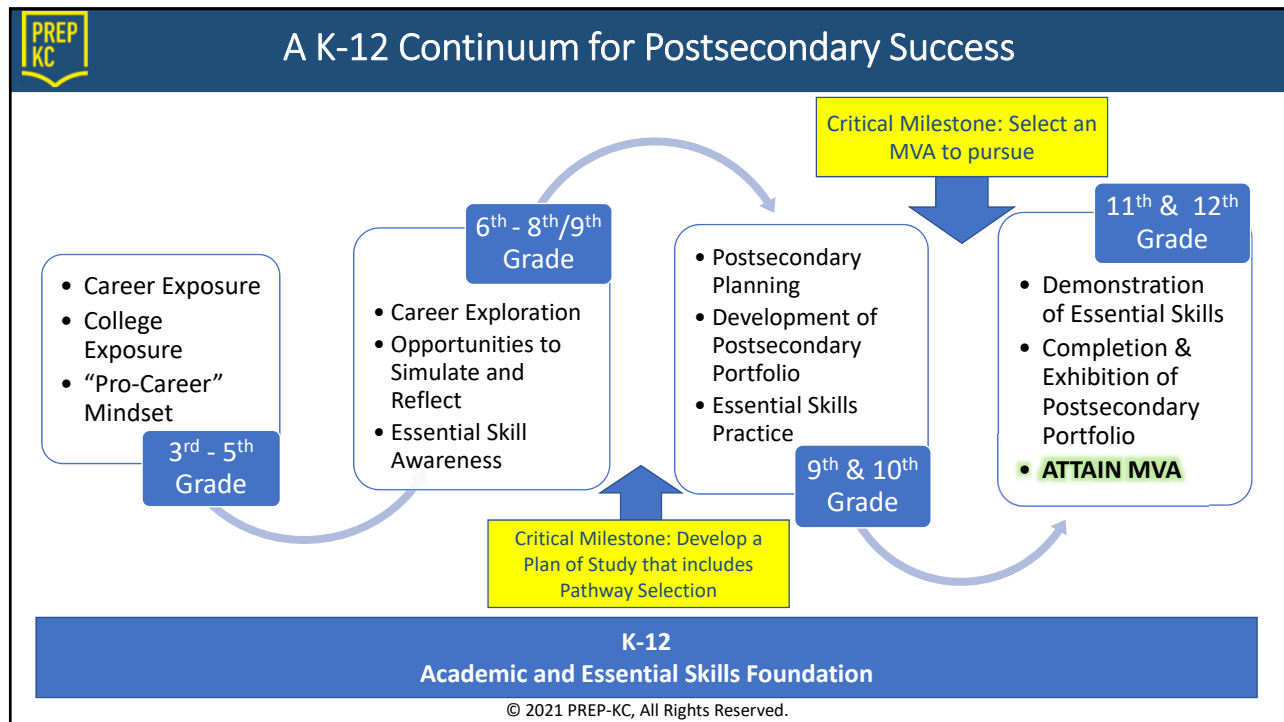 PREP
KC
A K-12 Continuum for Postsecondary Success
• Career Exposure
• College
Exposure
• “Pro-Career”
Mindset
3rd - 5th
Grade
6th - 8th/9th
Grade
• Career Exploration
• Opportunities to
Simulate and
Reflect
• Essential Skill
Awareness
Critical Milestone: Develop a
Plan of Study that includes
Pathway Selection
• Postsecondary
Planning
• Development of
Postsecondary
Portfolio
• Essential Skills
Practice
9th & 10th
Grade
Critical Milestone: Select an
MVA to pursue
11th & 12th
Grade
• Demonstration
of Essential Skills
• Completion &
Exhibition of
Postsecondary
Portfolio
• ATTAIN MVA
K-12
Academic and Essential Skills Foundation
© 2021 PREP-KC, All Rights Reserved.